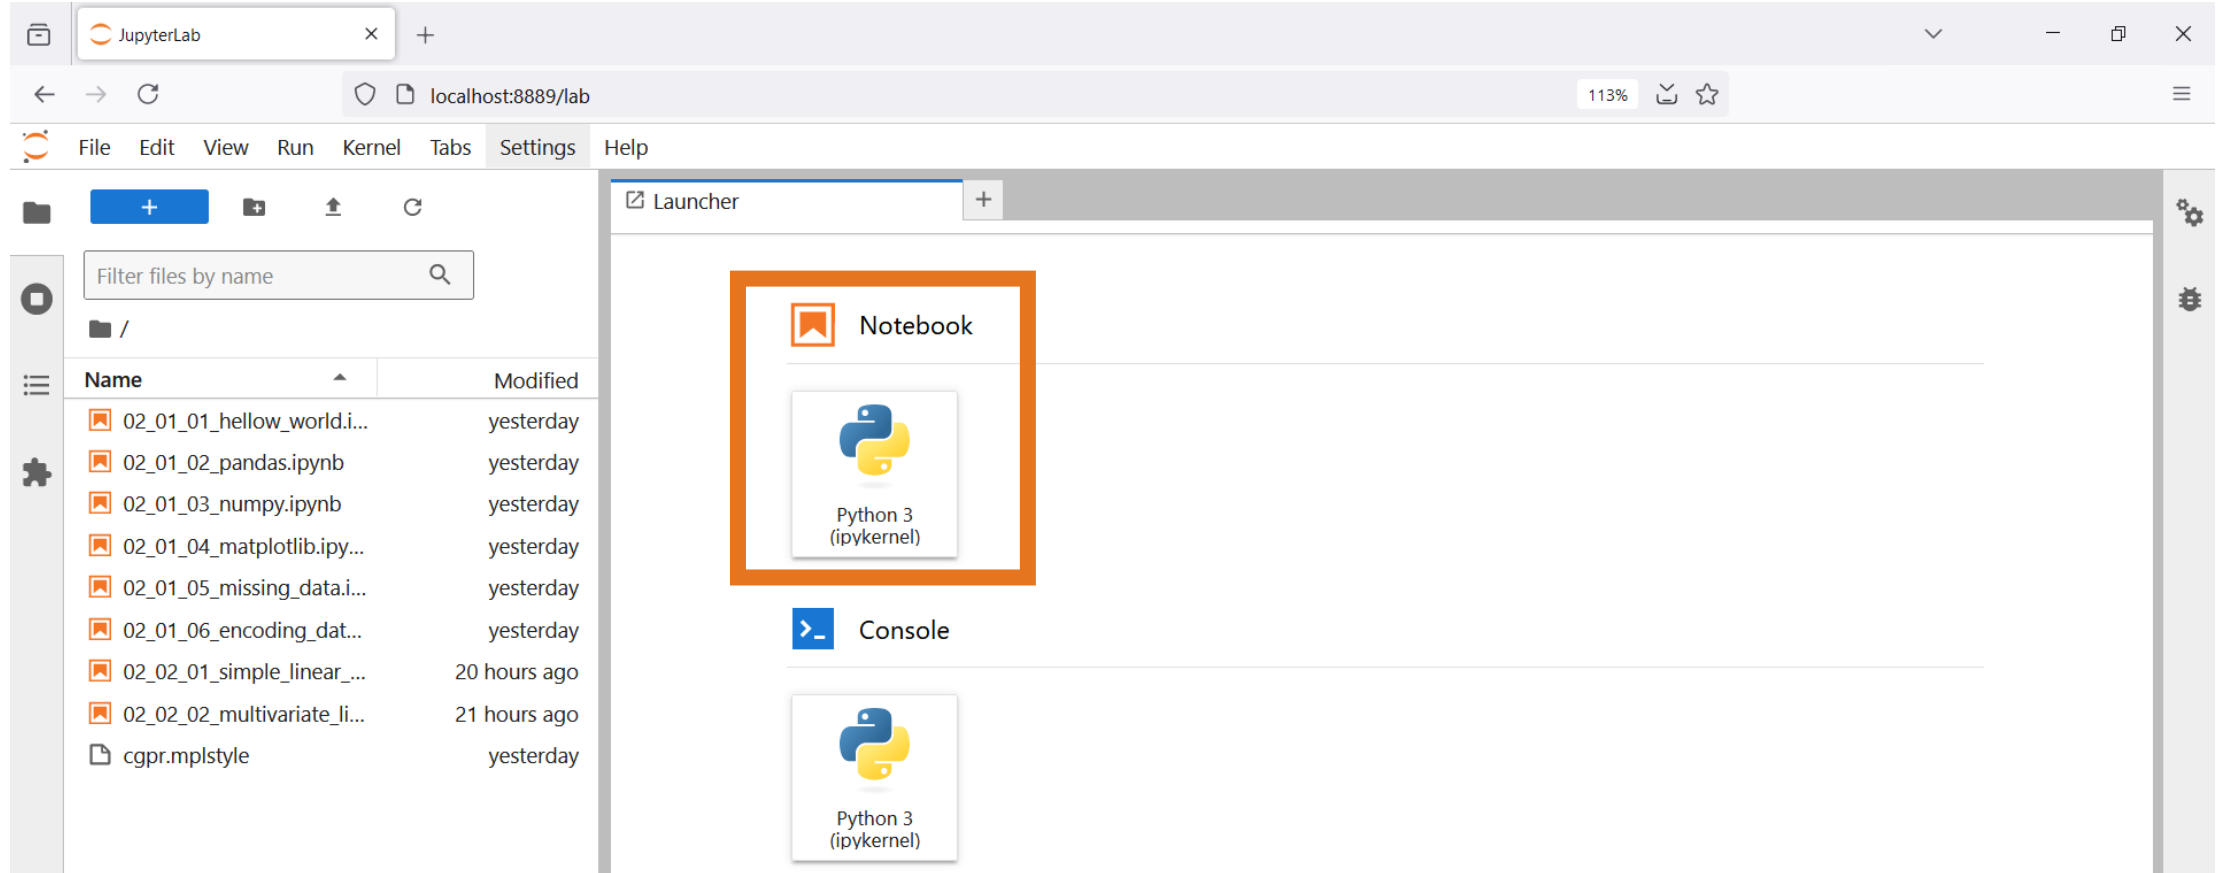 JupyterLab
localhost:8889/lab
113%
File Edit View Run Kernel Tabs Settings Help
Launcher
Filter files by name
/
Name Modified
02_01_01_hellow_world.i... yesterday
02_01_02_pandas.ipynb yesterday
02_01_03_numpy.ipynb yesterday
02_01_04_matplotlib.ipy... yesterday
02_01_05_missing_data.i... yesterday
02_01_06_encoding_dat... yesterday
02_02_01_simple_linear_... 20 hours ago
02_02_02_multivariate_li... 21 hours ago
cgpr.mplstyle yesterday
Notebook
Python 3
(ipykernel)
Console
Python 3
(ipykernel)